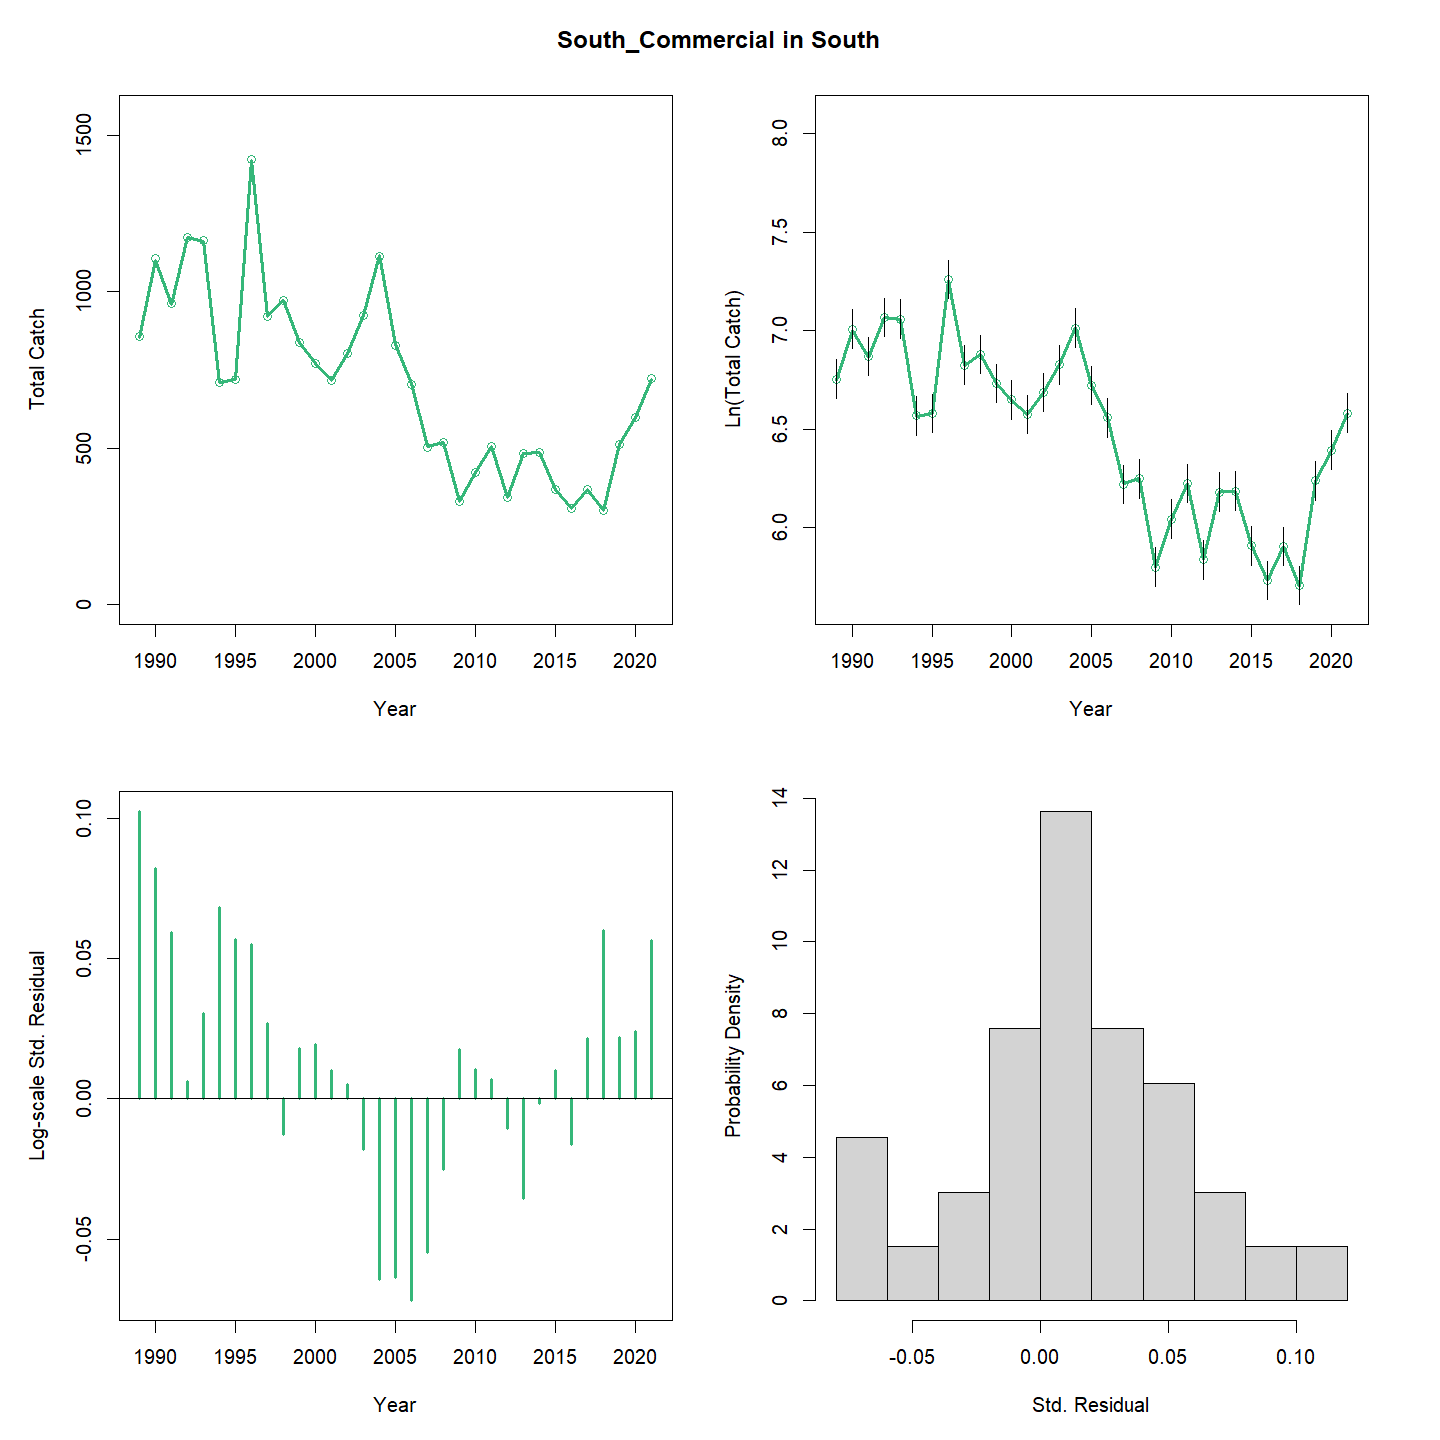 South_Commercial in South
Total Catch
1500
1000
500
0
1990 1995 2000 2005 2010 2015 2020
Year
Ln(Total Catch)
8.0
7.5
7.0
6.5
6.0
1990 1995 2000 2005 2010 2015 2020
Year
Log-scale Std. Residual
0.10
0.05
0.00
-0.05
1990 1995 2000 2005 2010 2015 2020
Year
Probability Density
14
12
10
8
6
4
2
0
-0.05 0.00 0.05 0.10
Std. Residual